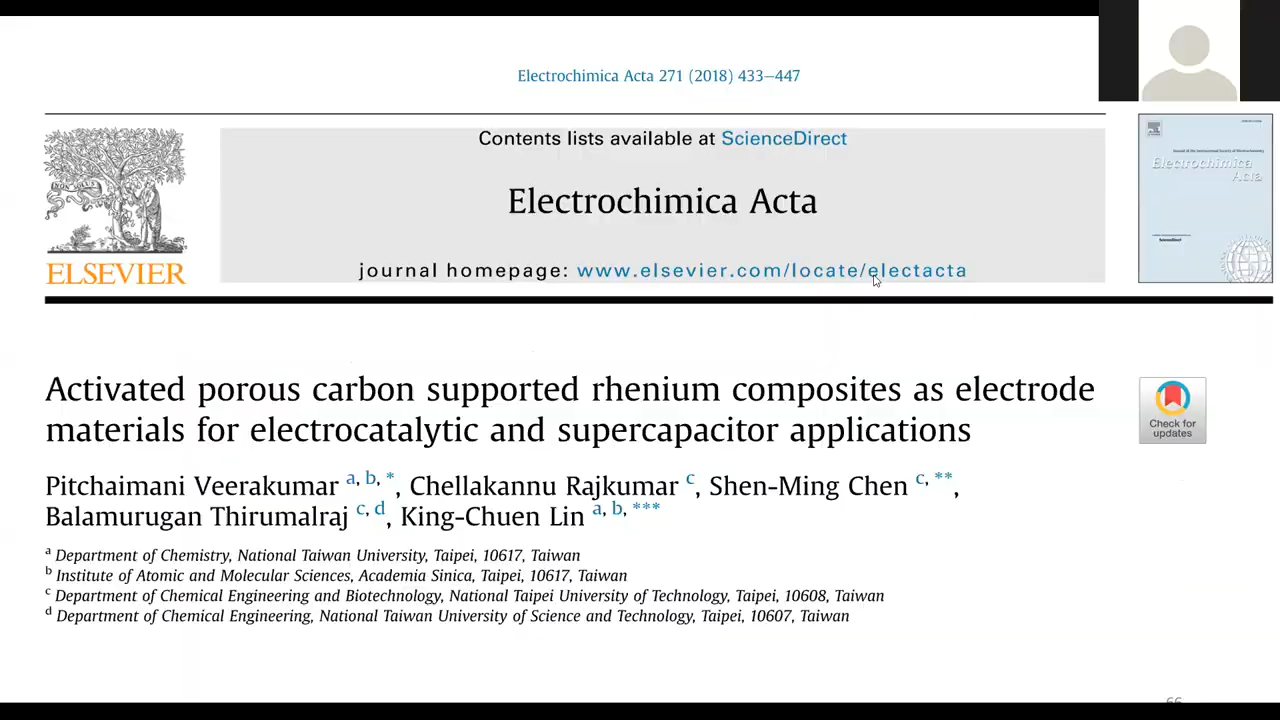 Electrochimica Acta 271 (2018) 433–447
Contents lists available at ScienceDirect
Electrochimica Acta
journal homepage: www.elsevier.com/locate/electacta
ELSEVIER
Electrochimica
Acta
ScienceDirect
Activated porous carbon supported rhenium composites as electrode
materials for electrocatalytic and supercapacitor applications
Check for
updates
Pitchaimani Veerakumar a, b, *, Chellakannu Rajkumar c, Shen-Ming Chen c, **,
Balamurugan Thirumalraj c, d, King-Chuen Lin a, b, ***
a Department of Chemistry, National Taiwan University, Taipei, 10617, Taiwan
b Institute of Atomic and Molecular Sciences, Academia Sinica, Taipei, 10617, Taiwan
c Department of Chemical Engineering and Biotechnology, National Taipei University of Technology, Taipei, 10608, Taiwan
d Department of Chemical Engineering, National Taiwan University of Science and Technology, Taipei, 10607, Taiwan